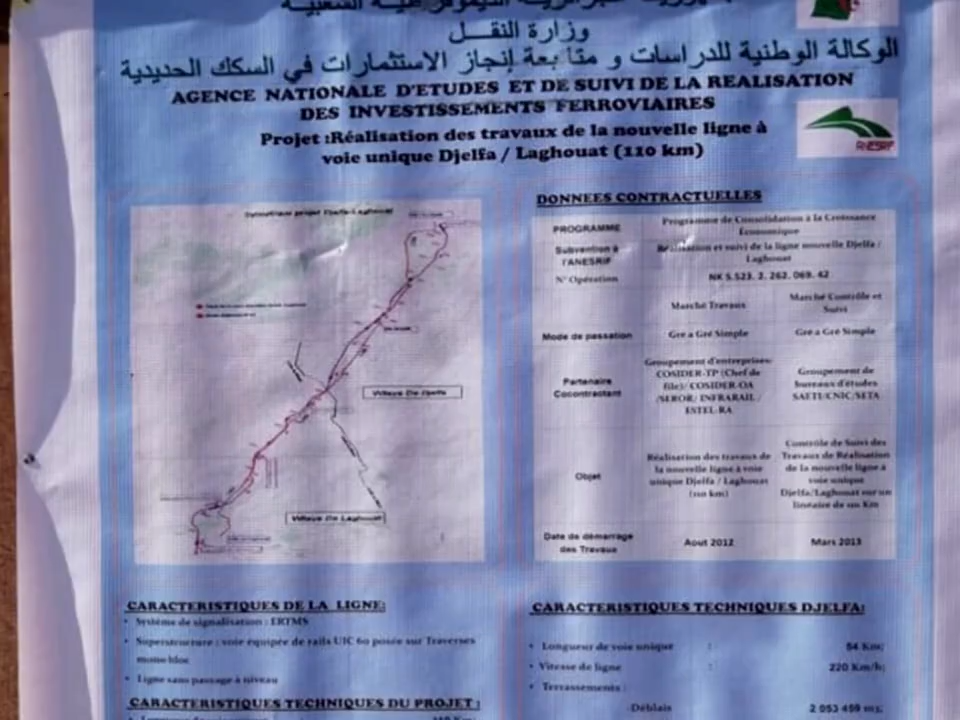 وزارة النقـــل
الوكالة الوطنية للدراسات و متابعة إنجاز الاستثمارات في السكك الحديدية
AGENCE NATIONALE D'ETUDES ET DE SUIVI DE LA REALISATION
DES INVESTISSEMENTS FERROVIAIRES
Projet :Réalisation des travaux de la nouvelle ligne à
voie unique Djelfa / Laghouat (110 km)
ANESRIF
Wilaya De Djelfa
Wilaya De Laghouat
DONNEES CONTRACTUELLES
PROGRAMME
Programme de Consolidation à la Croissance
Économique
Subvention à
l'ANESRIF
Réalisation et suivi de la ligne nouvelle Djelfa /
Laghouat
N° Opération
NK 5.523. 2. 262. 069. 42
Marché Travaux
Marché Contrôle et
Suivi
Mode de passation
Gré a Gré Simple
Gré a Gré Simple
Partenaire
Cocontractant
Groupement d'entreprises:
COSIDER-TP (Chef de
file)/ COSIDER-OA
/SEROR/ INFRARAIL /
ESTEL-RA
Groupement de
bureaux d'études
SAETI/CNIC/SETA
Objet
Réalisation des travaux de
la nouvelle ligne à voie
unique Djelfa / Laghouat
(110 km)
Contrôle de Suivi des
Travaux de Réalisation
de la nouvelle ligne à
voie unique
Djelfa/Laghouat sur un
linéaire de Km
Date de démarrage
des Travaux
Aout 2012
Mars 2013
CARACTERISTIQUES DE LA LIGNE:
• Système de signalisation : ERTMS
• Superstructure : voie équipée de rails UIC 60 posée sur Traverses
mono bloc
• Ligne sans passage à niveau
CARACTERISTIQUES TECHNIQUES DU PROJET :
CARACTERISTIQUES TECHNIQUES DJELFA:
• Longueur de voie unique : 54 Km;
• Vitesse de ligne : 220 Km/h;
• Terrassements :
-Déblais 2 053 459 m3;